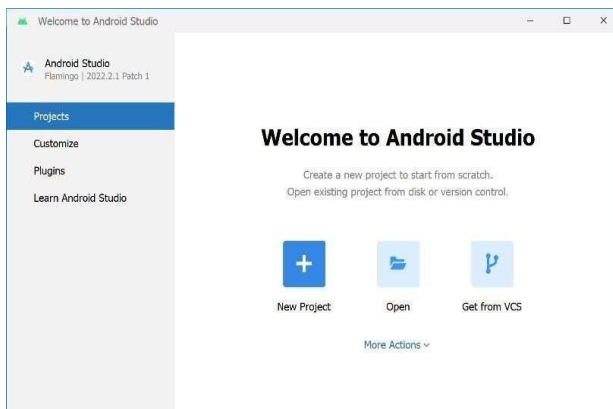 Welcome to Android Studio
Android Studio
Flamingo | 2022.2.1 Patch 1
Projects
Customize
Plugins
Learn Android Studio
Welcome to Android Studio
Create a new project to start from scratch.
Open existing project from disk or version control.
New Project
Open
Get from VCS
More Actions